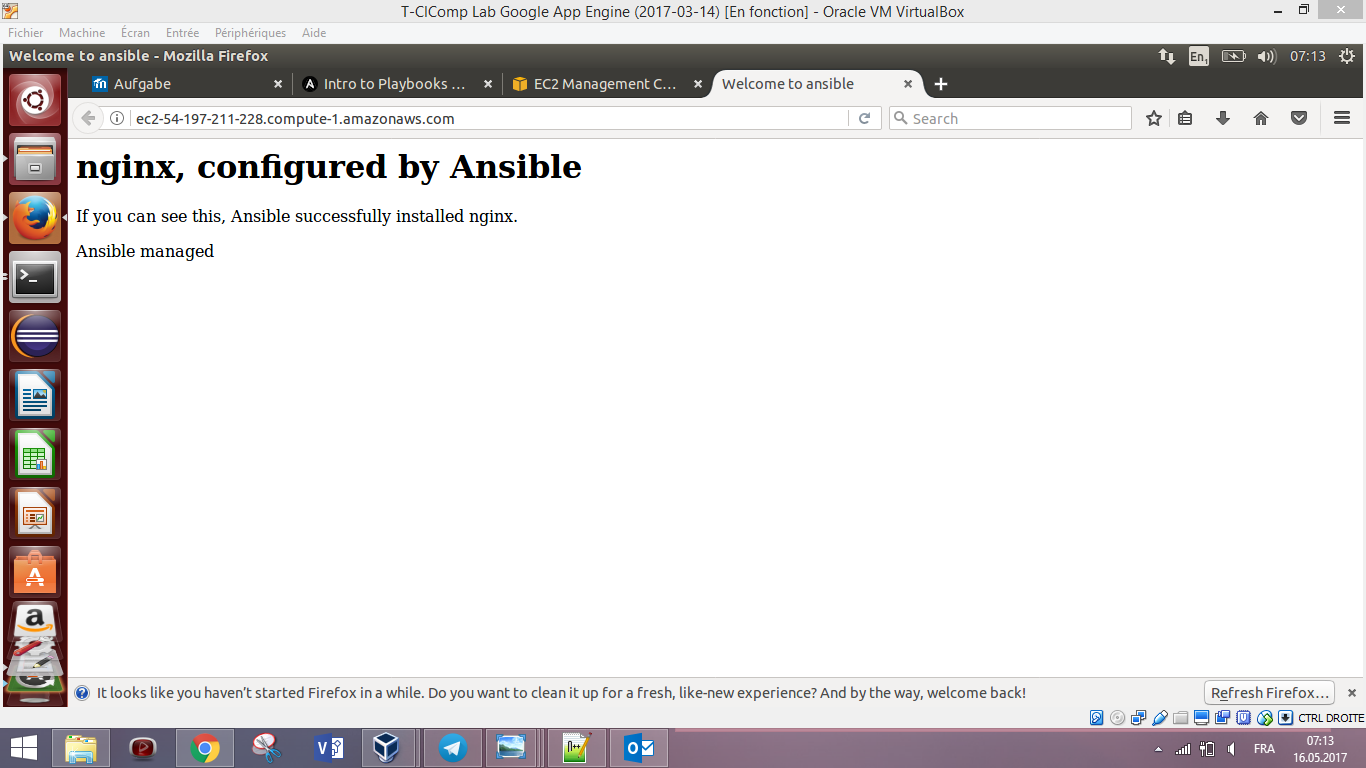 T-ClComp Lab Google App Engine (2017-03-14) [En fonction] - Oracle VM VirtualBox
Fichier Machine Écran Entrée Périphériques Aide
Welcome to ansible - Mozilla Firefox
En1 07:13
Aufgabe
Intro to Playbooks ...
EC2 Management C...
Welcome to ansible
ec2-54-197-211-228.compute-1.amazonaws.com
Search
nginx, configured by Ansible
If you can see this, Ansible successfully installed nginx.
Ansible managed
It looks like you haven't started Firefox in a while. Do you want to clean it up for a fresh, like-new experience? And by the way, welcome back!
Refresh Firefox...
CTRL DROITE
FRA
07:13
16.05.2017